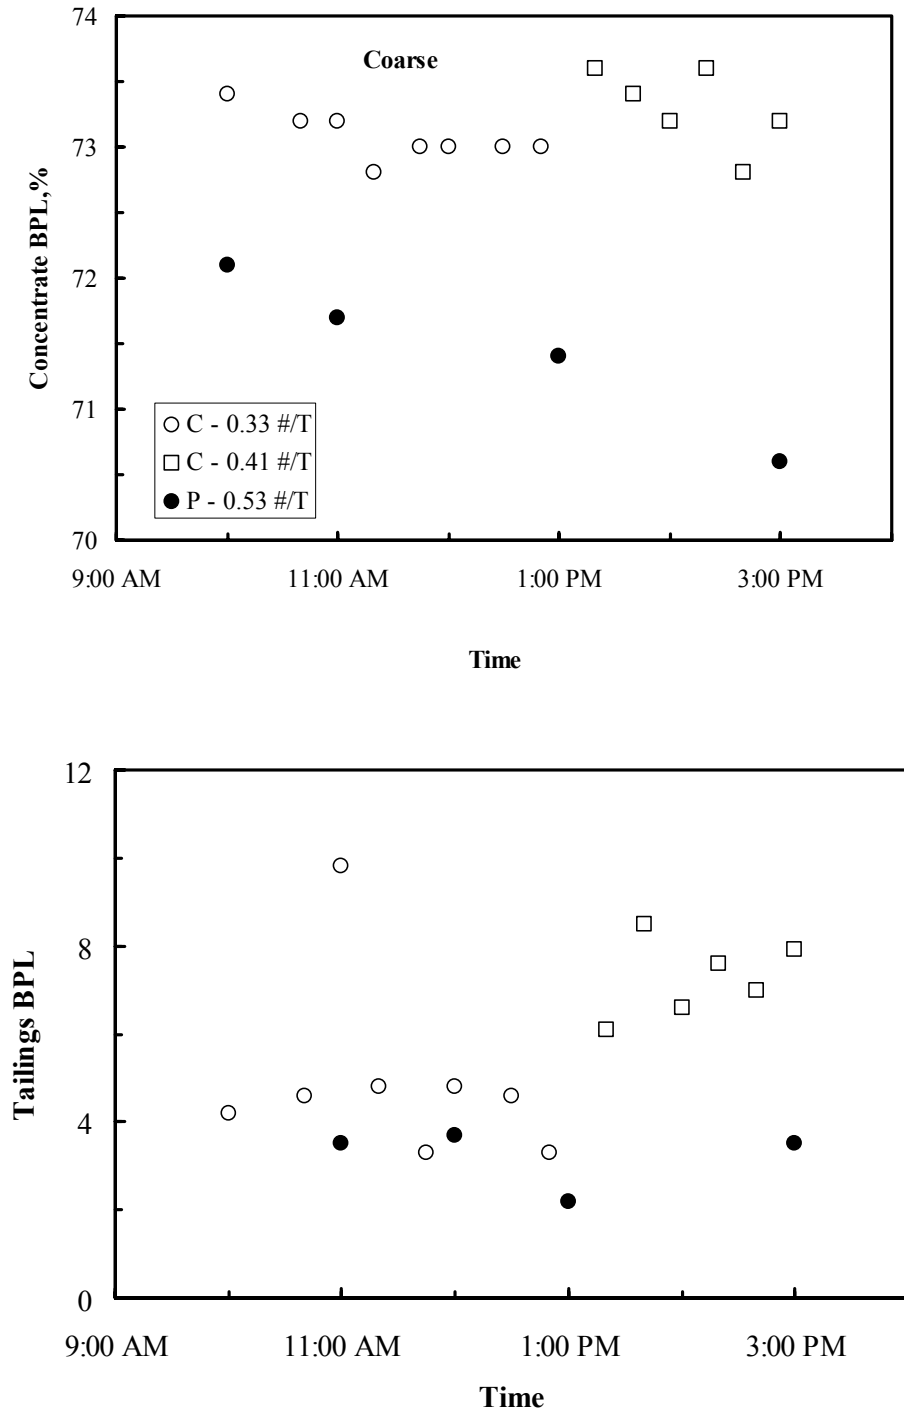 74
Coarse
73
Concentrate BPL,%
72
71
C - 0.33 #/T
C - 0.41 #/T
P - 0.53 #/T
70
9:00 AM 11:00 AM 1:00 PM 3:00 PM
Time
12
8
Tailings BPL
4
0
9:00 AM 11:00 AM 1:00 PM 3:00 PM
Time